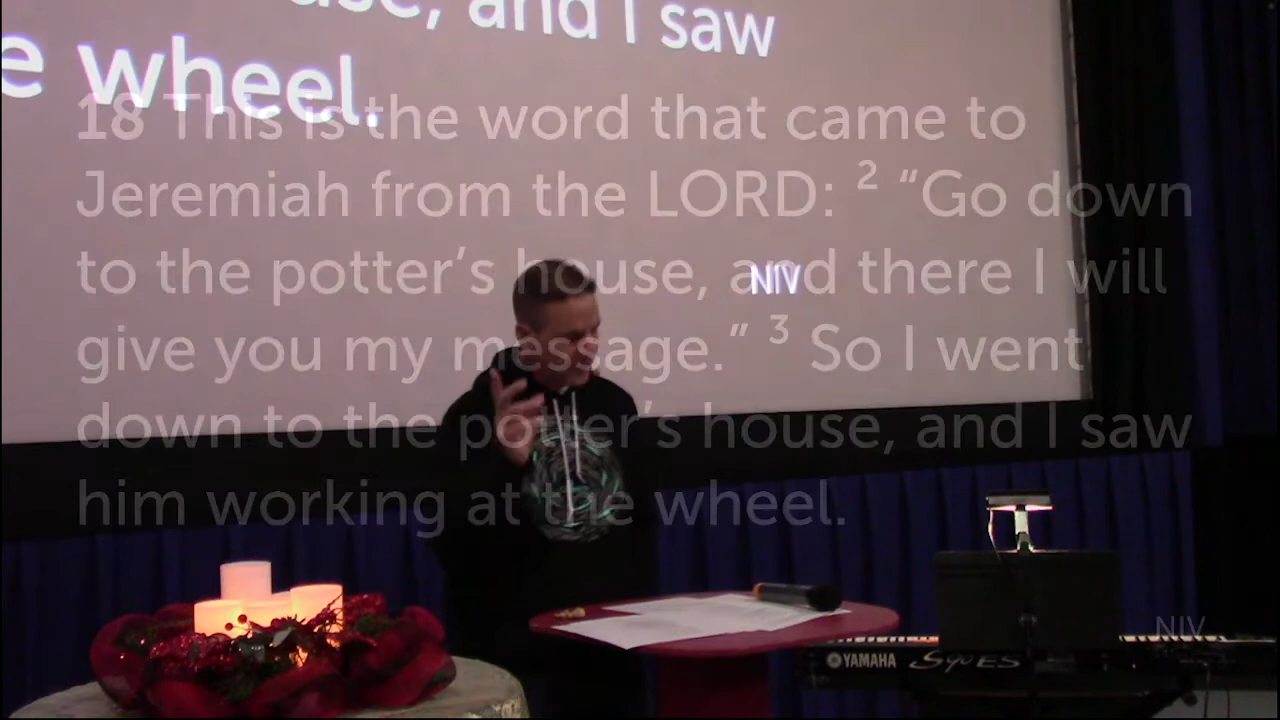 use, and I saw
e wheel.
18 This is the word that came to
Jeremiah from the LORD: 2 “Go down
to the potter’s house, and there I will
give you my message.” 3 So I went
down to the potter’s house, and I saw
him working at the wheel.
NIV
NIV
YAMAHA